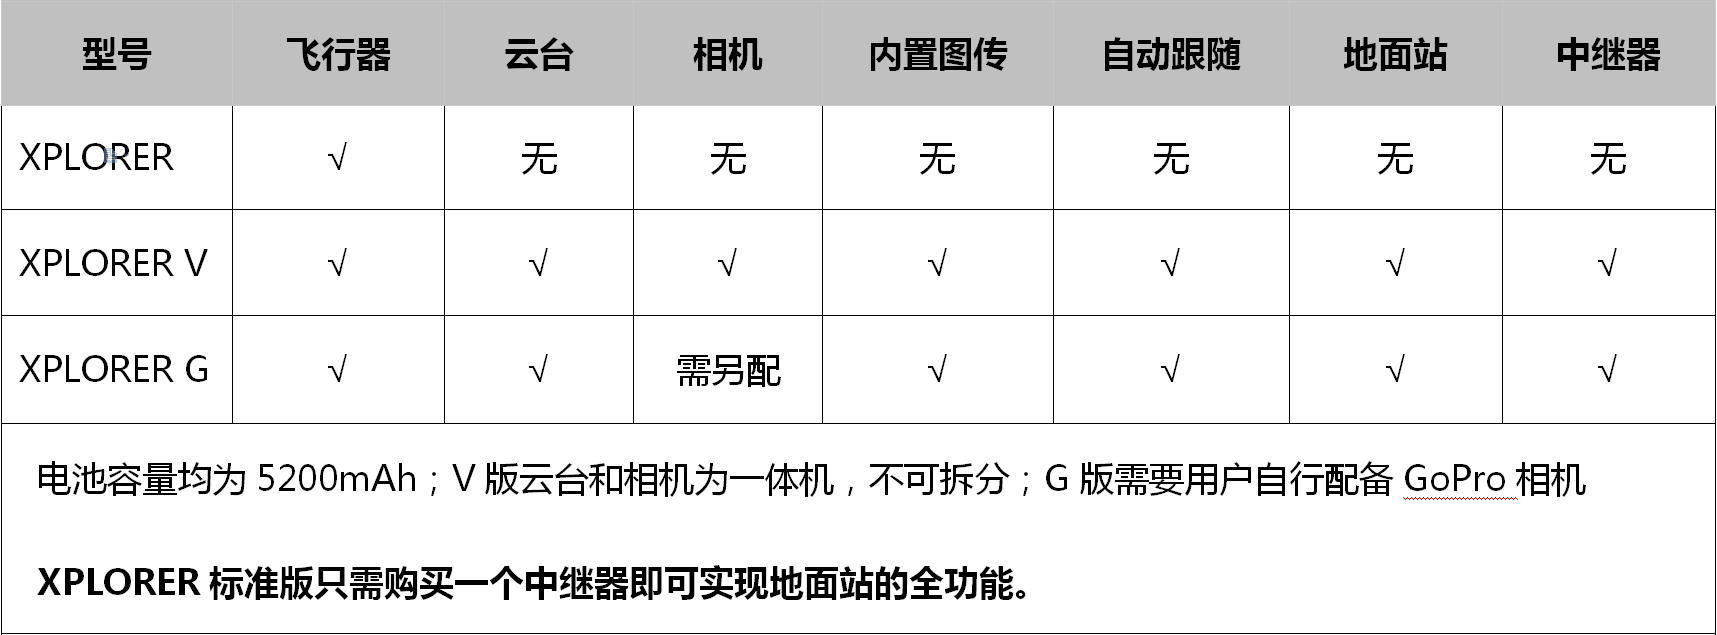 型号 飞行器 云台 相机 内置图传 自动跟随 地面站 中继器
XPLORER √ 无 无 无 无 无 无
XPLORER V √ √ √ √ √ √ √
XPLORER G √ √ 需另配 √ √ √ √
电池容量均为 5200mAh；V 版云台和相机为一体机，不可拆分；G 版需要用户自行配备 GoPro 相机
XPLORER 标准版只需购买一个中继器即可实现地面站的全功能。